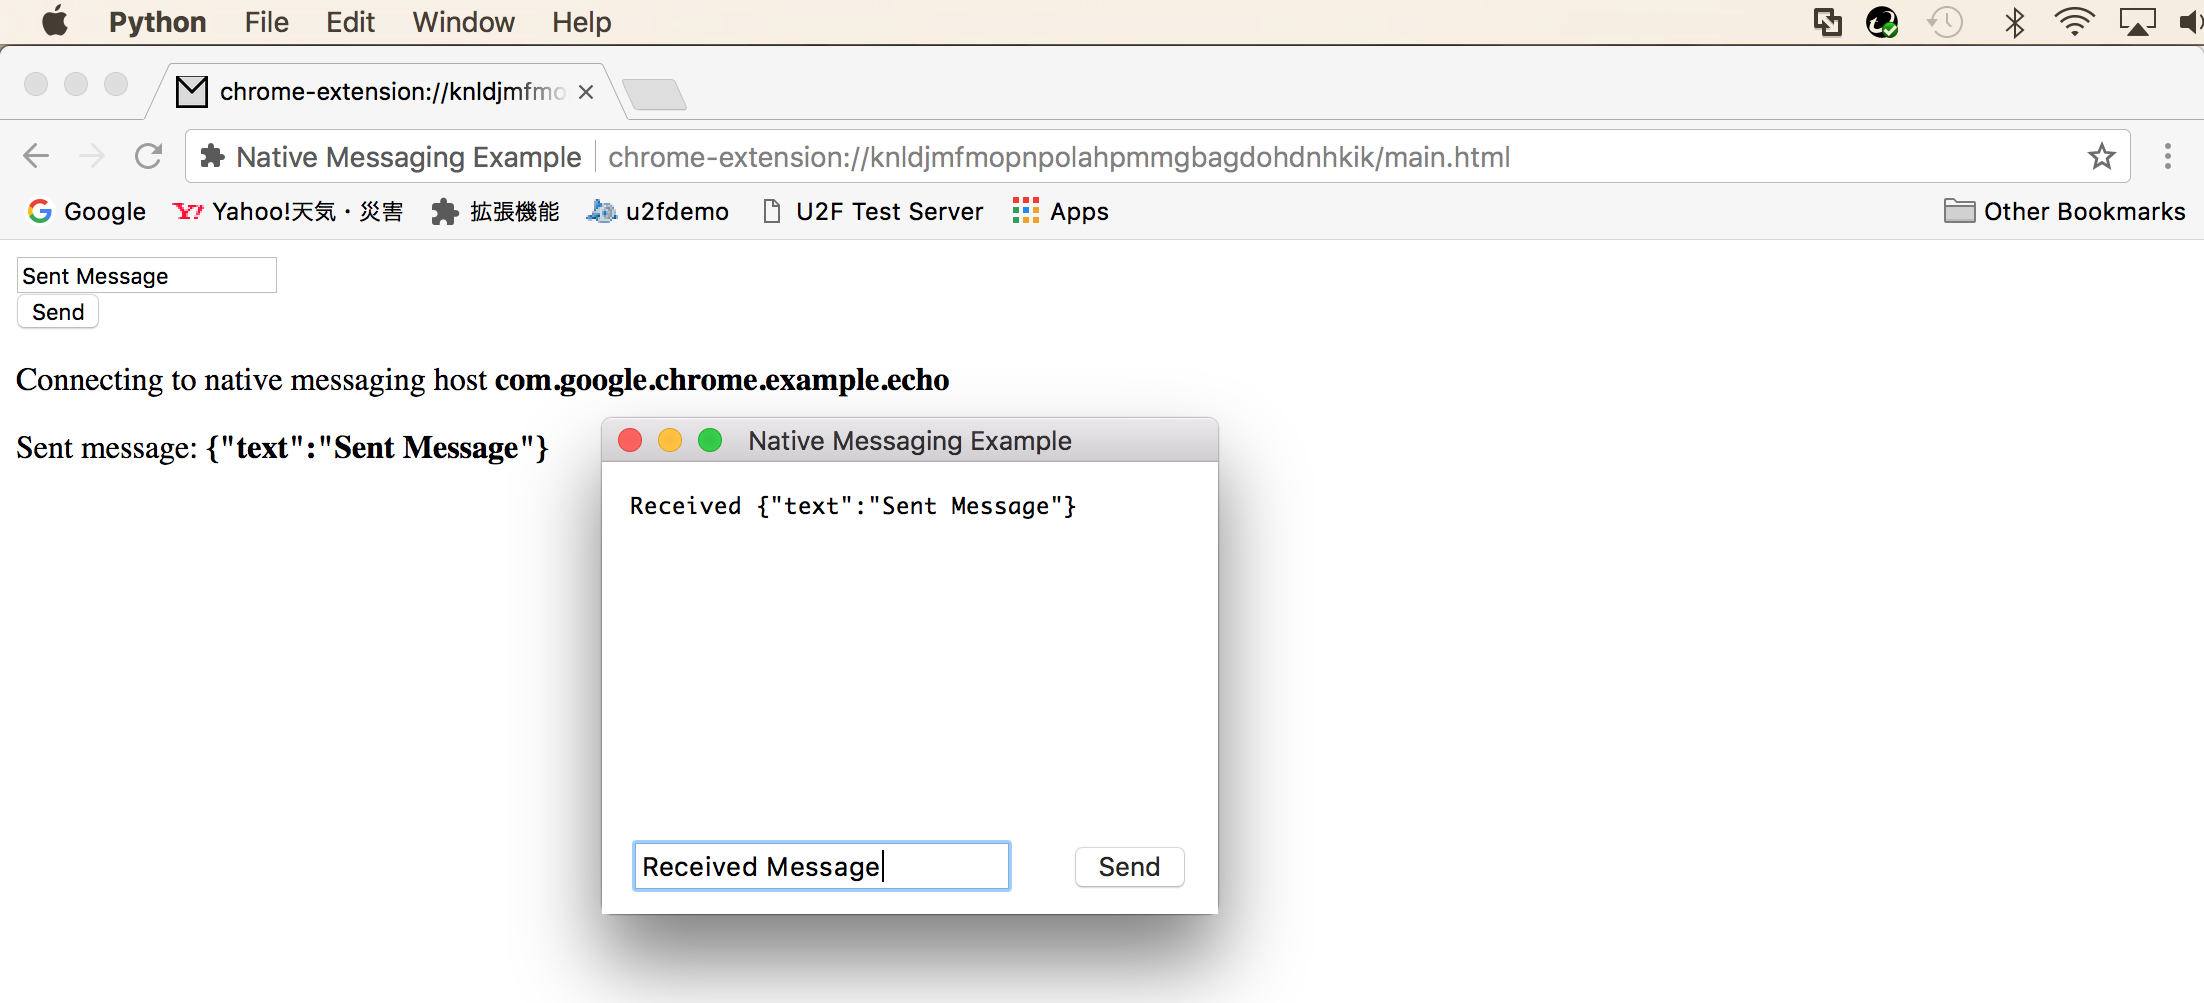 Python File Edit Window Help
chrome-extension://knldjmfmo
Native Messaging Example chrome-extension://knldjmfmopnpolahpmmgbagdohdnhkik/main.html
Google Yahoo!天気・災害 拡張機能 u2fdemo U2F Test Server Apps Other Bookmarks
Sent Message
Send
Connecting to native messaging host com.google.chrome.example.echo
Sent message: {"text":"Sent Message"}
Native Messaging Example
Received {"text":"Sent Message"}
Received Message Send